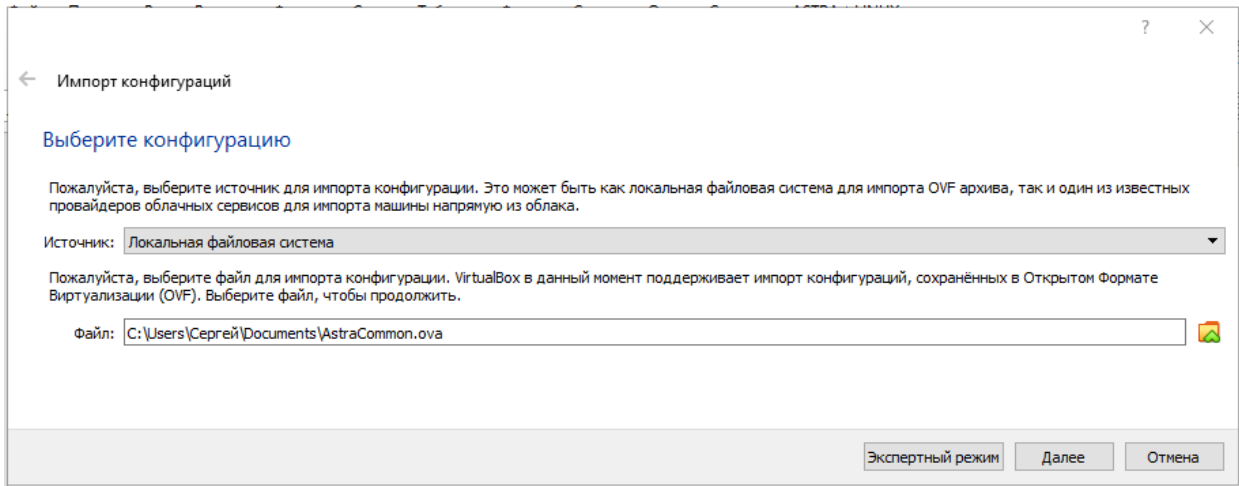 ?
Импорт конфигураций
Выберите конфигурацию
Пожалуйста, выберите источник для импорта конфигурации. Это может быть как локальная файловая система для импорта OVF архива, так и один из известных
провайдеров облачных сервисов для импорта машины напрямую из облака.
Источник: Локальная файловая система
Пожалуйста, выберите файл для импорта конфигурации. VirtualBox в данный момент поддерживает импорт конфигураций, сохранённых в Открытом Формате
Виртуализации (OVF). Выберите файл, чтобы продолжить.
Файл: C:\Users\Сергей\Documents\AstraCommon.ova
Экспертный режим Далее Отмена